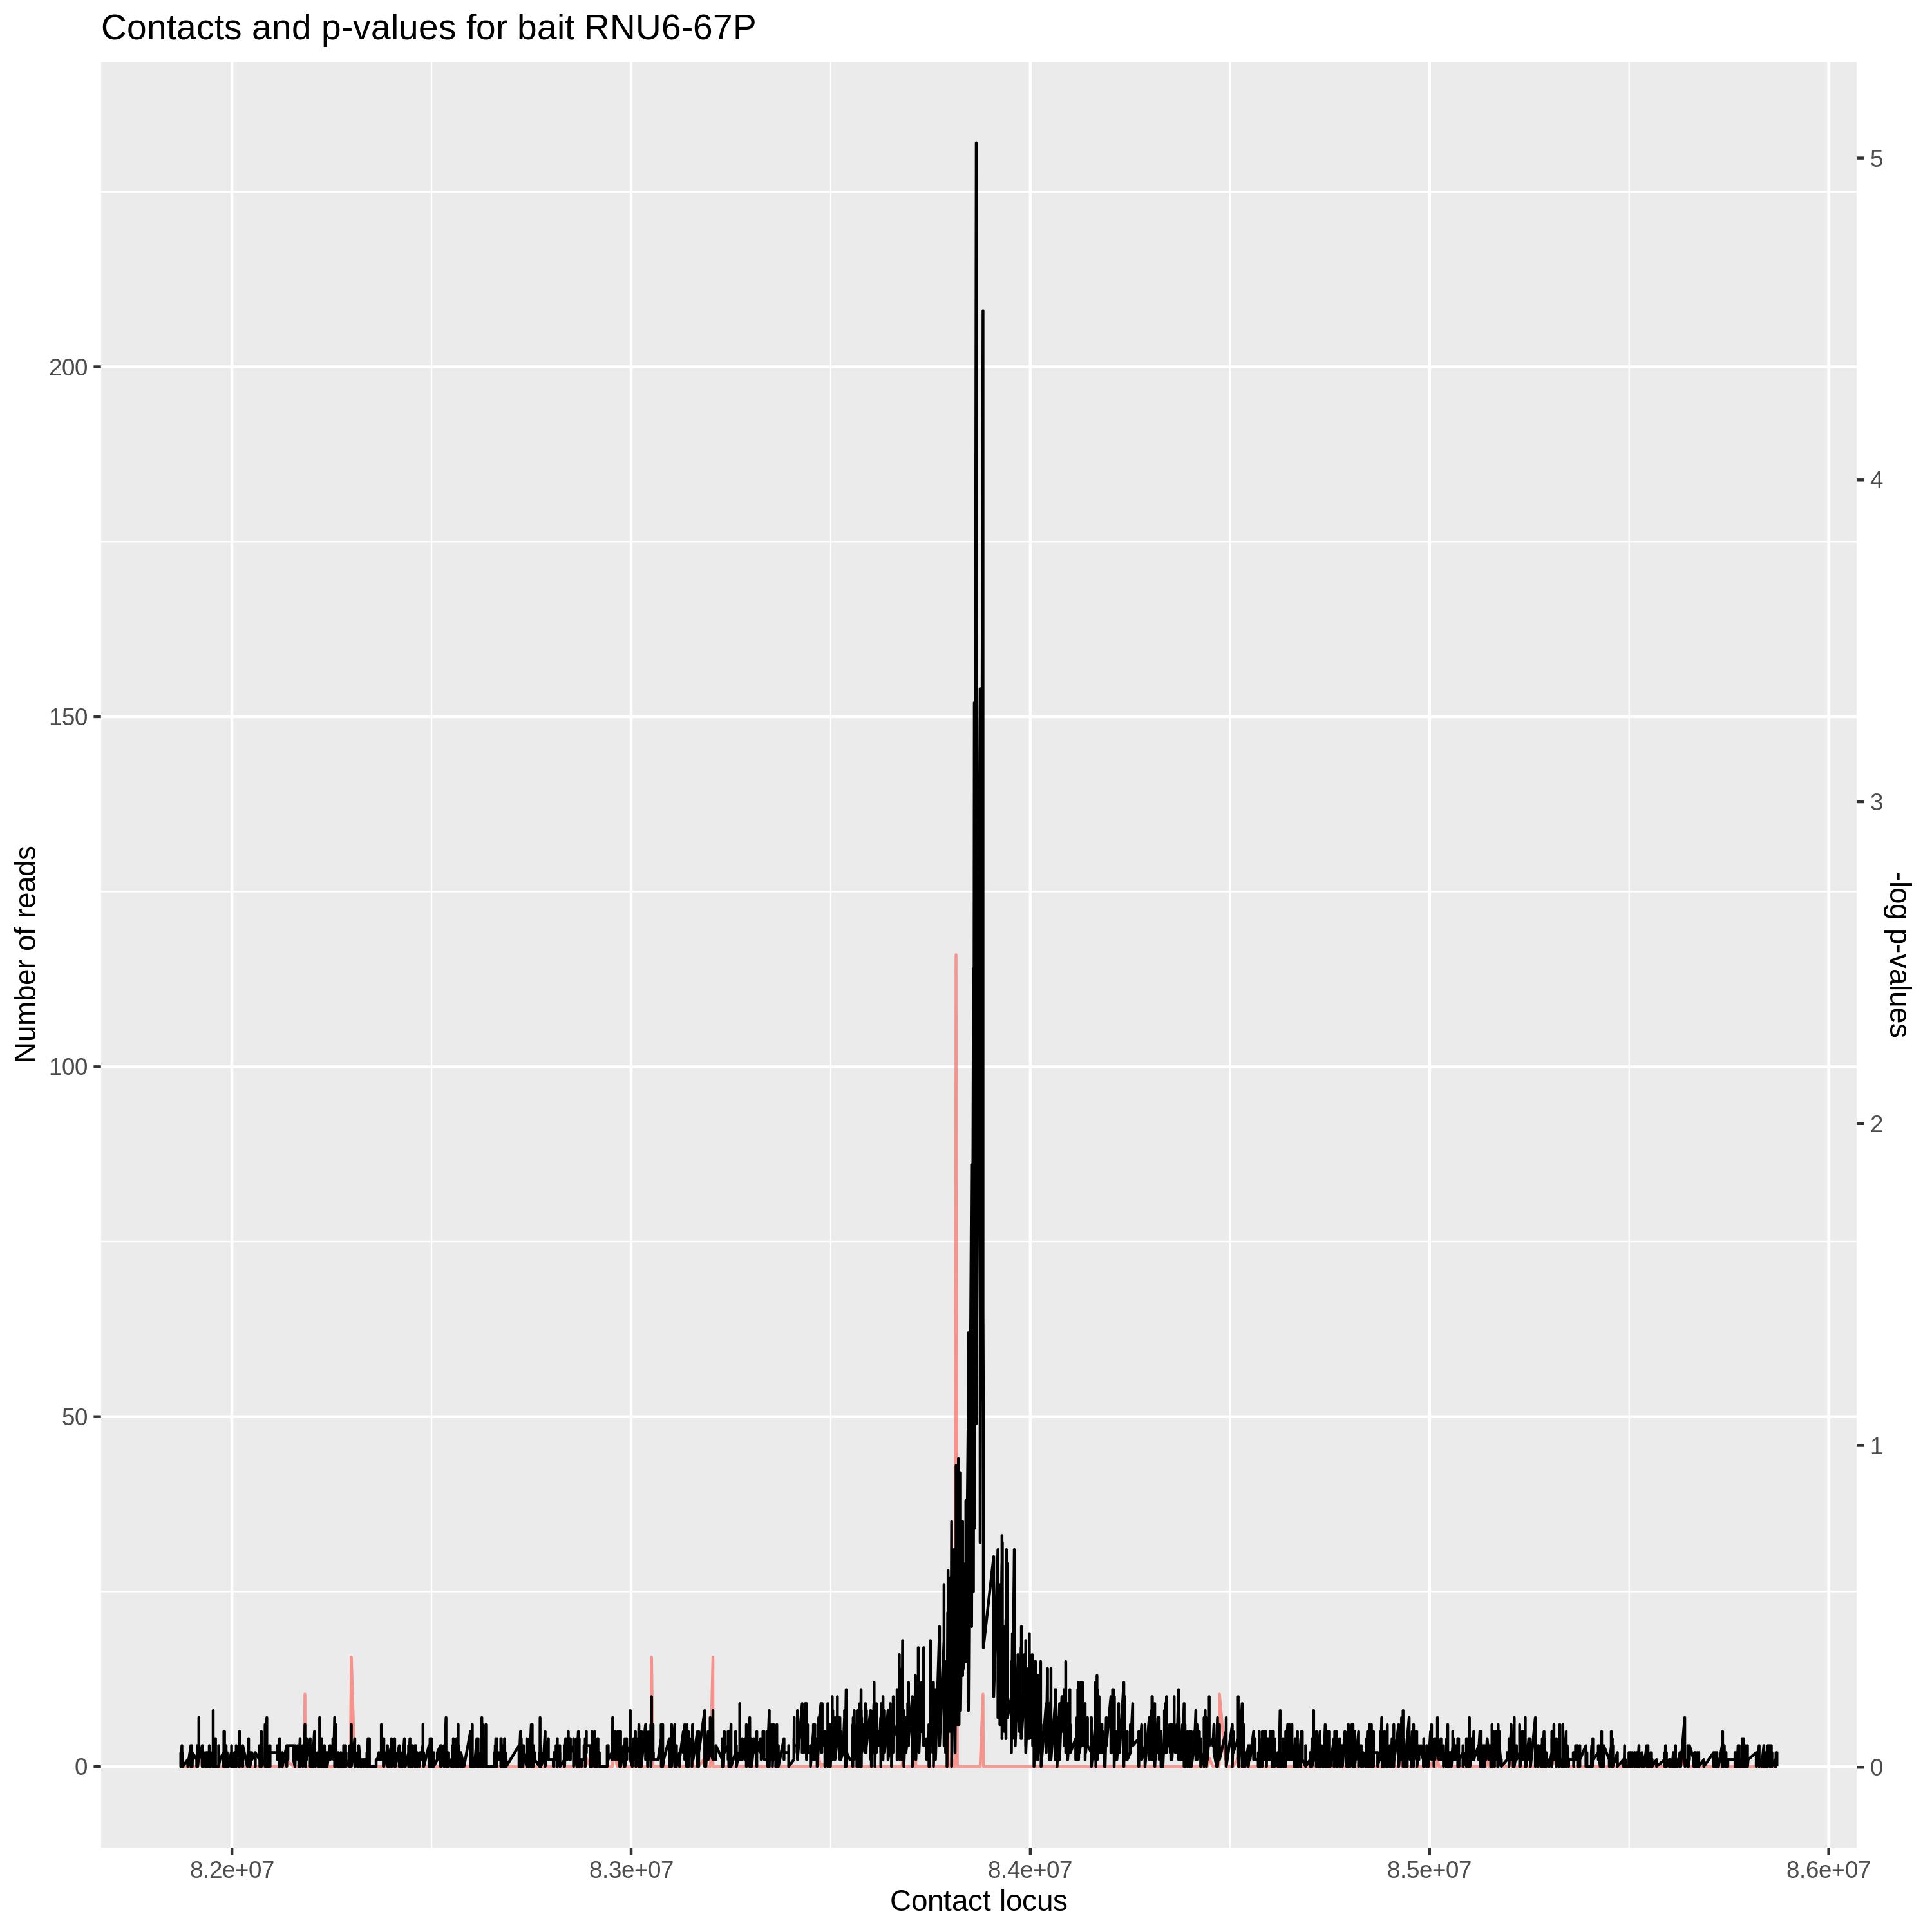 Contacts and p-values for bait RNU6-67P
Number of reads
200
150
100
50
0
5
4
3
2
1
0
-log p-values
8.2e+07
8.3e+07
8.4e+07
8.5e+07
8.6e+07
Contact locus